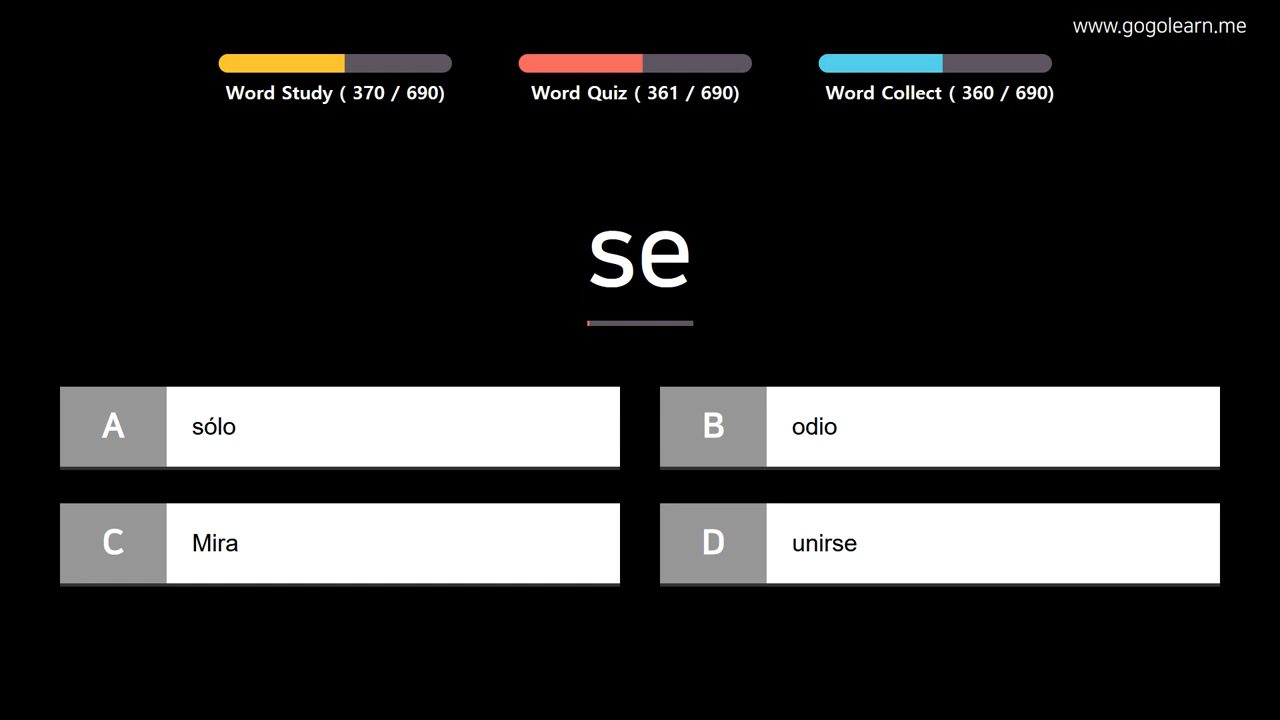 www.gogolearn.me
Word Study ( 370 / 690)
Word Quiz ( 361 / 690)
Word Collect ( 360 / 690)
se
A sólo
B odio
C Mira
D unirse